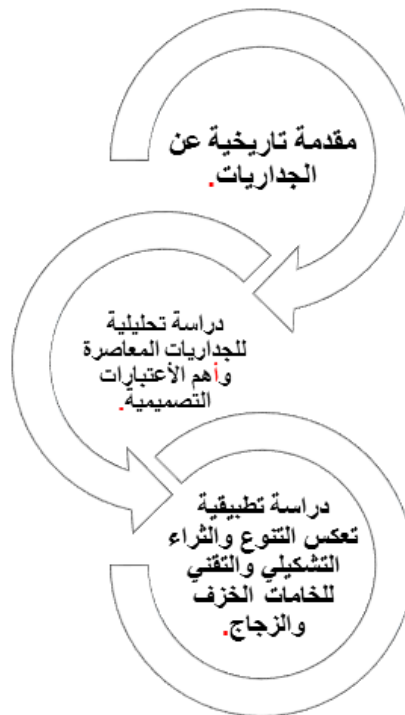 مقدمة تاريخية عن
الجداريات.
دراسة تحليلية
للجداريات المعاصرة
وأهم الأعتبارات
التصميمية.
دراسة تطبيقية
تعكس التنوع والثراء
التشكيلي والتقني
للخامات الخزف
والزجاج.